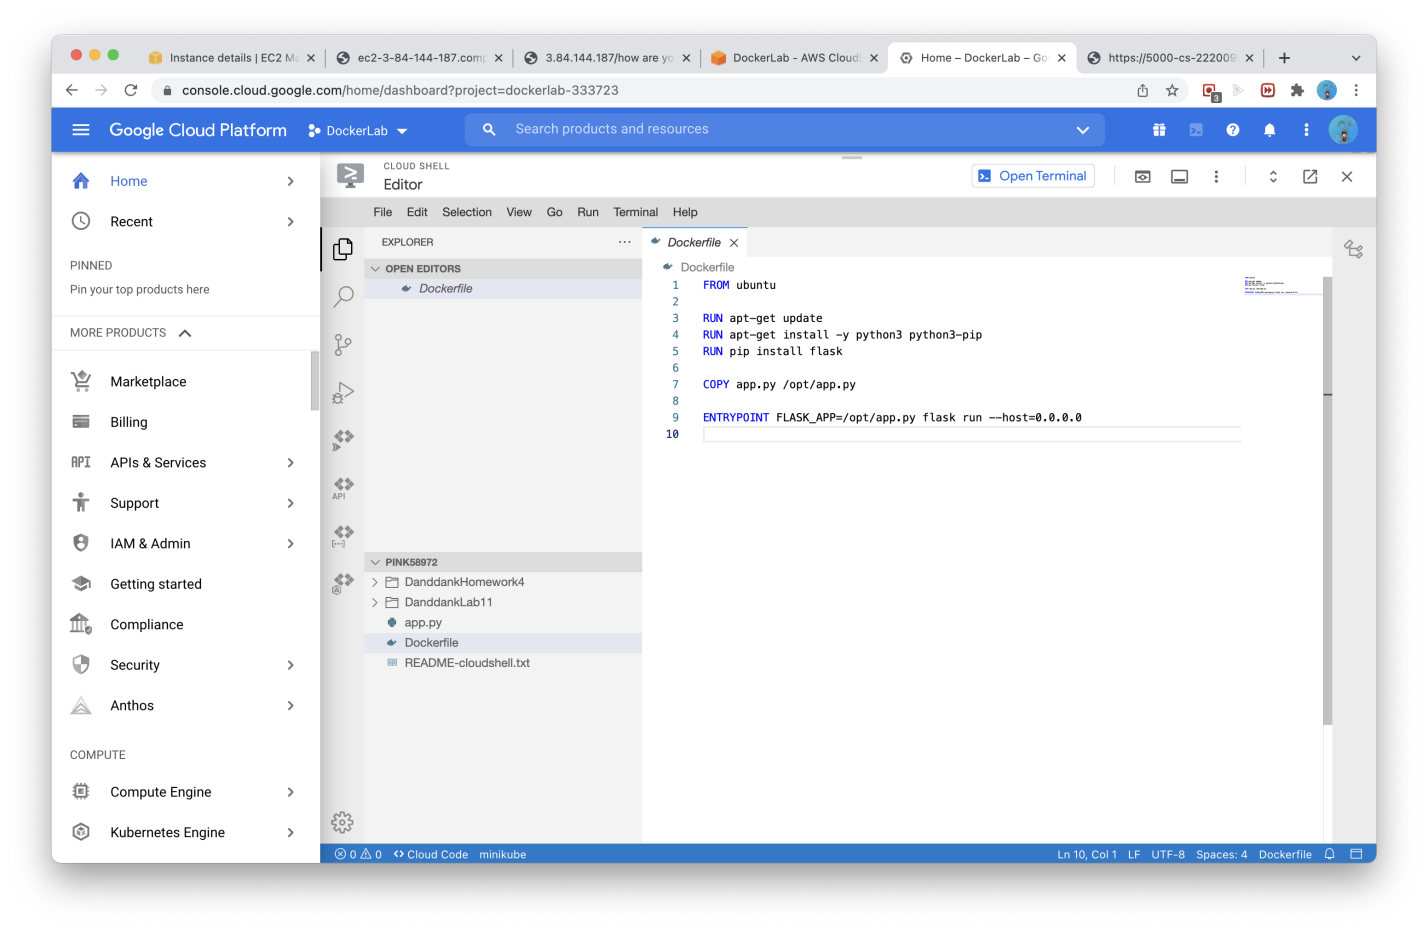 Instance details | EC2 Ma
ec2-3-84-144-187.comp
3.84.144.187/how are yo
DockerLab - AWS Cloud
Home – DockerLab – Go
https://5000-cs-222009
console.cloud.google.com/home/dashboard?project=dockerlab-333723
3
Google Cloud Platform
DockerLab
Search products and resources
Home
Recent
PINNED
Pin your top products here
MORE PRODUCTS
Marketplace
Billing
API
APIs & Services
Support
IAM & Admin
Getting started
Compliance
Security
Anthos
COMPUTE
Compute Engine
Kubernetes Engine
CLOUD SHELL
Editor
Open Terminal
File Edit Selection View Go Run Terminal Help
EXPLORER
OPEN EDITORS
Dockerfile
API
PINK58972
DanddankHomework4
DanddankLab11
app.py
Dockerfile
README-cloudshell.txt
Dockerfile
Dockerfile
1 FROM ubuntu
2
3 RUN apt-get update
4 RUN apt-get install -y python3 python3-pip
5 RUN pip install flask
6
7 COPY app.py /opt/app.py
8
9 ENTRYPOINT FLASK_APP=/opt/app.py flask run --host=0.0.0.0
10
0 0 Cloud Code minikube
Ln 10, Col 1 LF UTF-8 Spaces: 4 Dockerfile